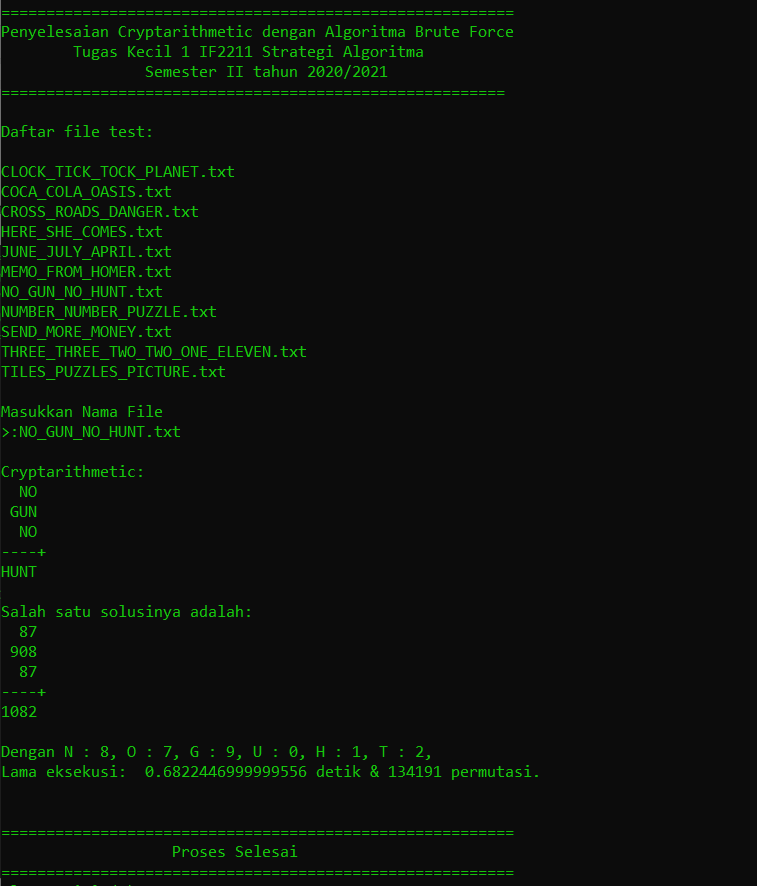 =========================================================
Penyelesaian Cryptarithmetic dengan Algoritma Brute Force
Tugas Kecil 1 IF2211 Strategi Algoritma
Semester II tahun 2020/2021
========================================================
Daftar file test:
CLOCK_TICK_TOCK_PLANET.txt
COCA_COLA_OASIS.txt
CROSS_ROADS_DANGER.txt
HERE_SHE_COMES.txt
JUNE_JULY_APRIL.txt
MEMO_FROM_HOMER.txt
NO_GUN_NO_HUNT.txt
NUMBER_NUMBER_PUZZLE.txt
SEND_MORE_MONEY.txt
THREE_THREE_TWO_TWO_ONE_ELEVEN.txt
TILES_PUZZLES_PICTURE.txt
Masukkan Nama File
>:NO_GUN_NO_HUNT.txt
Cryptarithmetic:
NO
GUN
NO
----+
HUNT
Salah satu solusinya adalah:
87
908
87
----+
1082
Dengan N : 8, O : 7, G : 9, U : 0, H : 1, T : 2,
Lama eksekusi:  0.6822446999999556 detik & 134191 permutasi.
=========================================================
Proses Selesai
=========================================================